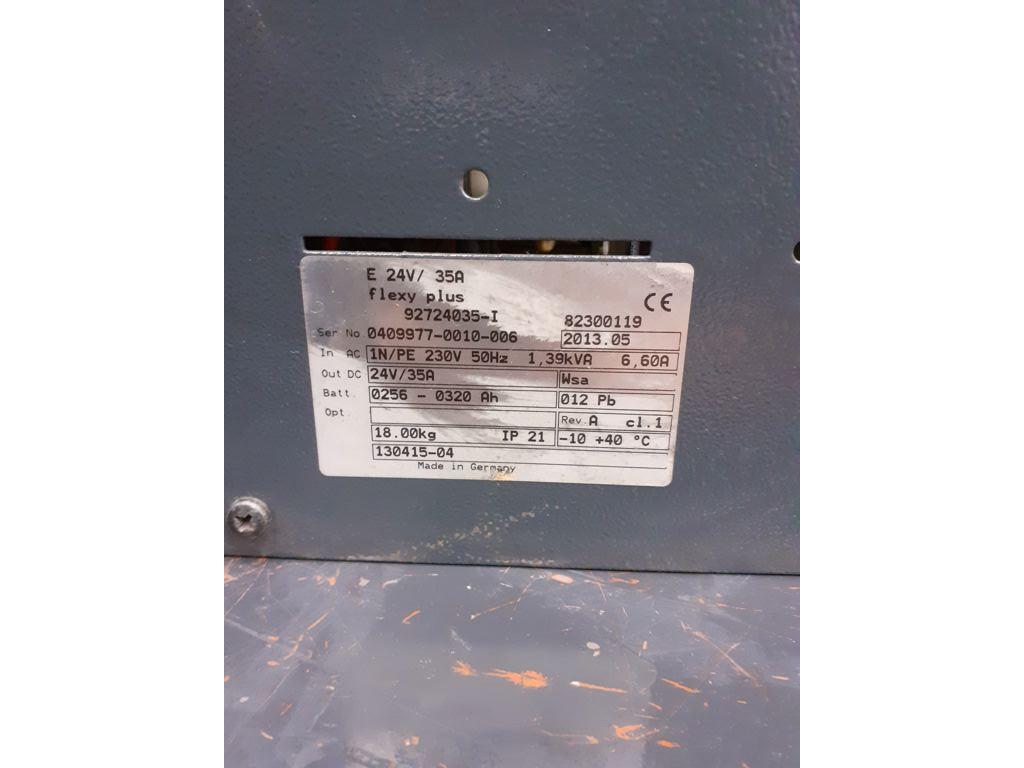 E 24V/ 35A
flexy plus
CE
92724035-I 82300119
Ser No 0409977-0010-006 2013.05
In AC 1N/PE 230V 50Hz 1,39kVA 6,60A
Out DC 24V/35A Wsa
Batt. 0256 - 0320 Ah 012 Pb
Opt. Rev. A cl.1
18.00kg IP 21 -10 +40 °C
130415-04
Made in Germany